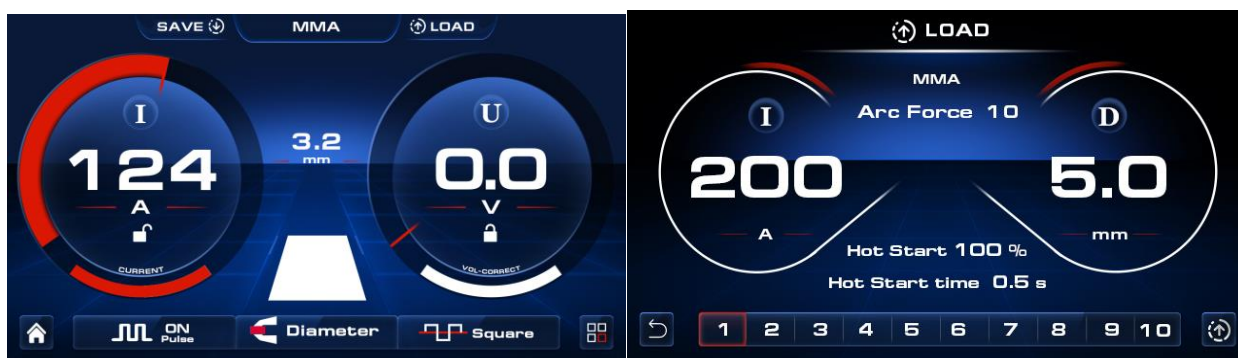 SAVE MMA LOAD
I U
124 3.2 0.0
mm
A V
CURRENT VOL-CORRECT
ON
Pulse Diameter Square
LOAD
MMA
I Arc Force 10 D
200 5.0
A mm
Hot Start 100 %
Hot Start time 0.5 s
1 2 3 4 5 6 7 8 9 10